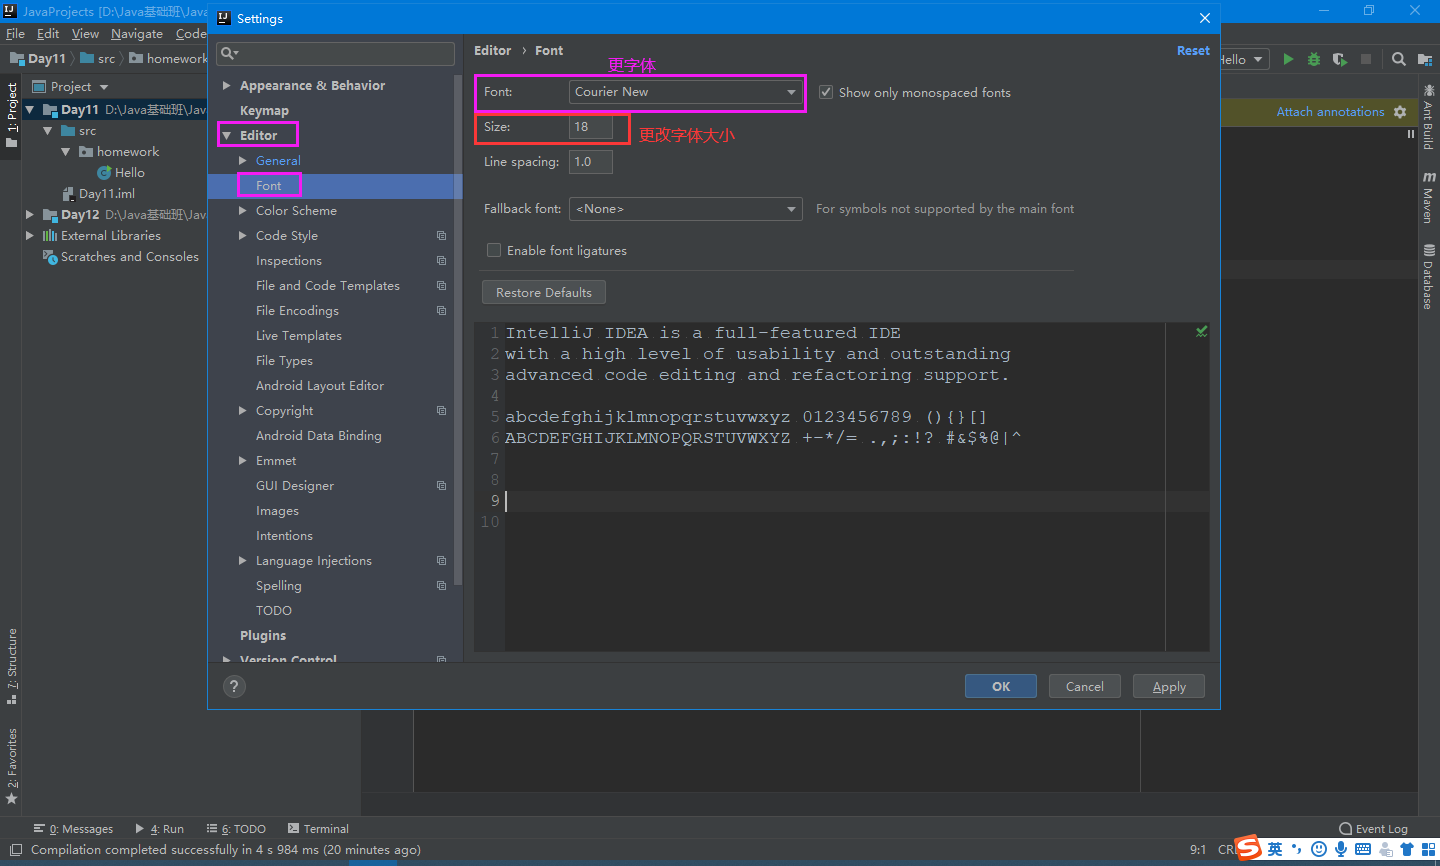 JavaProjects [D:\Java基础班\Java
Settings
File Edit View Navigate Code
Day11 src homework
Hello
Project
Day11 D:\Java基础班\Jav
src
homework
Hello
Day11.iml
Day12 D:\Java基础班\Jav
External Libraries
Scratches and Consoles
1: Project
7: Structure
2: Favorites
Appearance & Behavior
Keymap
Editor
General
Font
Color Scheme
Code Style
Inspections
File and Code Templates
File Encodings
Live Templates
File Types
Android Layout Editor
Copyright
Android Data Binding
Emmet
GUI Designer
Images
Intentions
Language Injections
Spelling
TODO
Plugins
Version Control
Editor › Font
Reset
更字体
Font: Courier New
Show only monospaced fonts
Size: 18
更改字体大小
Line spacing: 1.0
Fallback font: <None> For symbols not supported by the main font
Enable font ligatures
Restore Defaults
1 IntelliJ IDEA is a full-featured IDE
2 with a high level of usability and outstanding
3 advanced code editing and refactoring support.
4
5 abcdefghijklmnopqrstuvwxyz 0123456789 (){}[]
6 ABCDEFGHIJKLMNOPQRSTUVWXYZ +-*/= .,;:!? #&$%@|^
7
8
9
10
?
OK Cancel Apply
Attach annotations
Ant Build
Maven
Database
0: Messages 4: Run 6: TODO Terminal
Event Log
Compilation completed successfully in 4 s 984 ms (20 minutes ago)
9:1 CRL
S 英